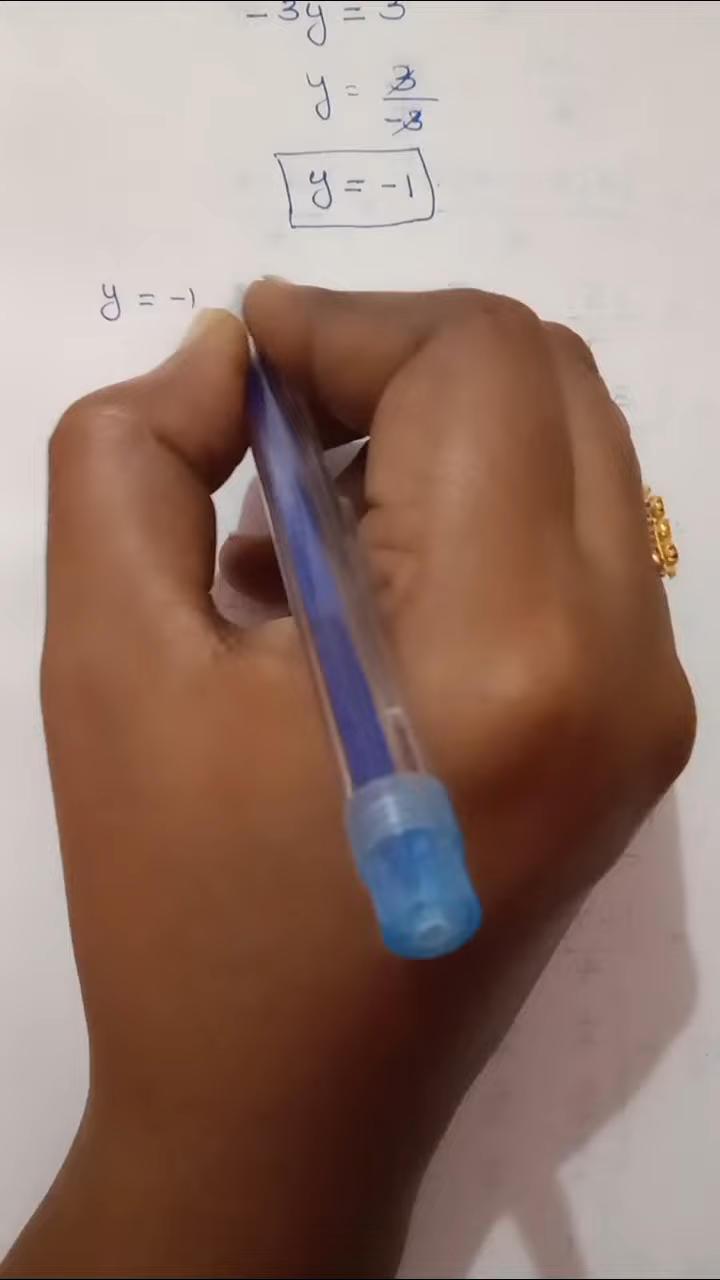 -3y = 3
y = 3/-3
y = -1
y = -1